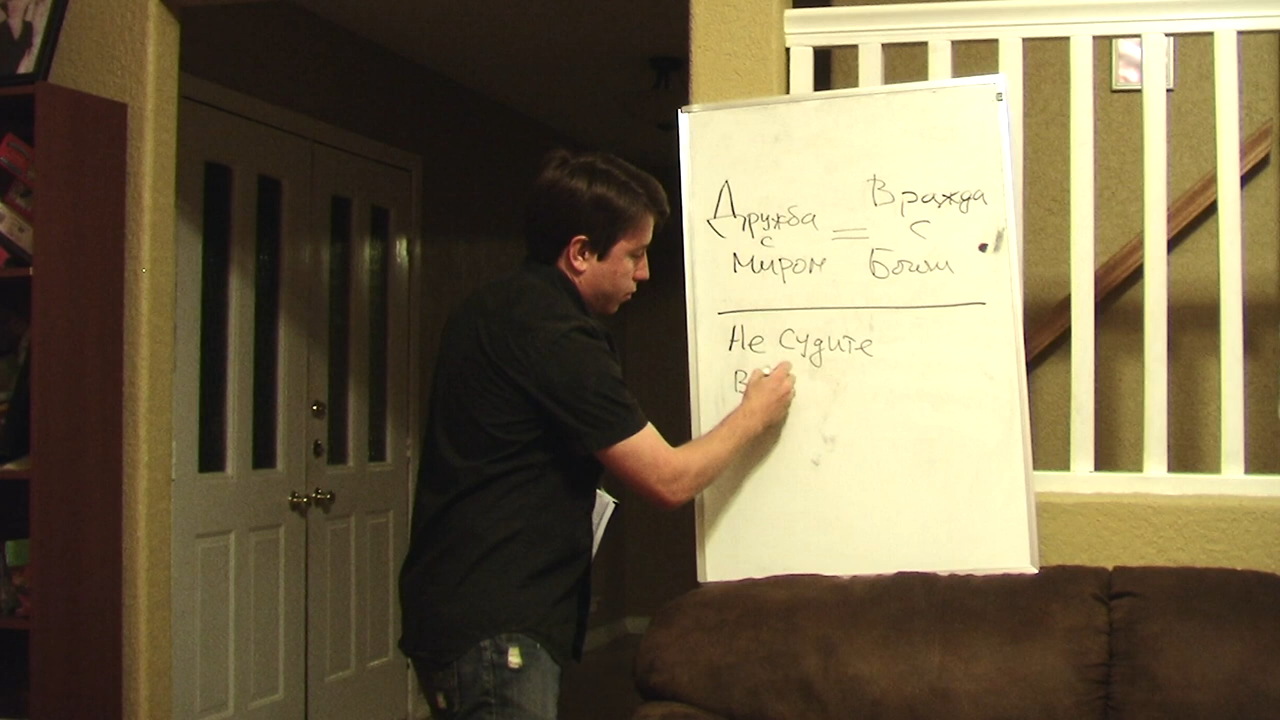 Дружба
с
миром
=
Вражда
с
Богом
Не судите
В